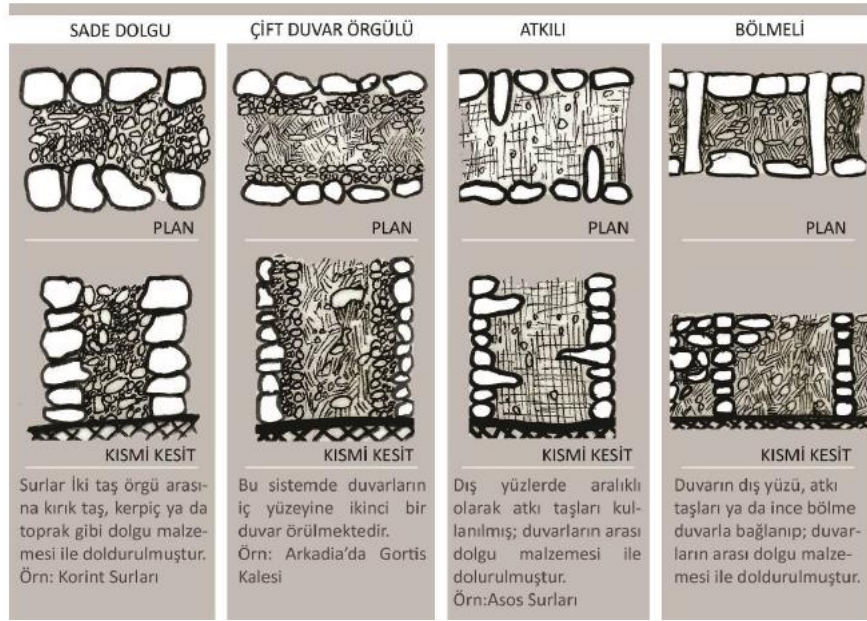 SADE DOLGU
PLAN
KISMİ KESİT
Surlar İki taş örgü arası-
na kırık taş, kerpiç ya da
toprak gibi dolgu malze-
mesi ile doldurulmuştur.
Örn: Korint Surları
ÇİFT DUVAR ÖRGÜLÜ
PLAN
KISMİ KESİT
Bu sistemde duvarların
iç yüzeyine ikinci bir
duvar örülmektedir.
Örn: Arkadia’da Gortis
Kalesi
ATKILI
PLAN
KISMİ KESİT
Dış yüzlerde aralıklı
olarak atkı taşları kul-
lanılmış; duvarların arası
dolgu malzemesi ile
dolurulmuştur.
Örn:Asos Surları
BÖLMELİ
PLAN
KISMİ KESİT
Duvarın dış yüzü, atkı
taşları ya da ince bölme
duvarla bağlanıp; duvar-
ların arası dolgu malze-
mesi ile doldurulmuştur.